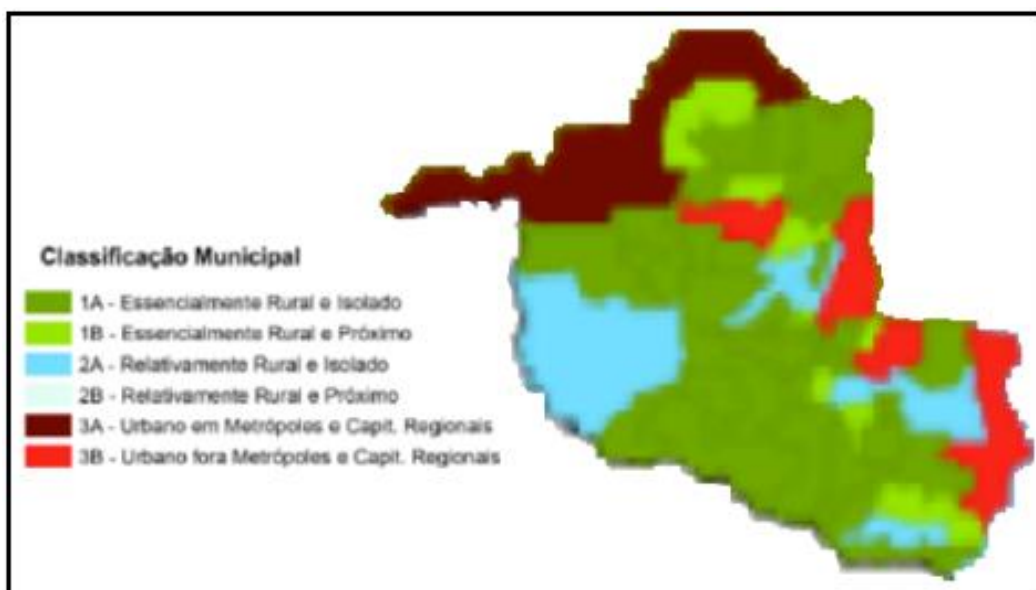 Classificação Municipal
1A - Essencialmente Rural e Isolado
1B - Essencialmente Rural e Próximo
2A - Relativamente Rural e Isolado
2B - Relativamente Rural e Próximo
3A - Urbano em Metrópoles e Capit. Regionais
3B - Urbano fora Metrópoles e Capit. Regionais